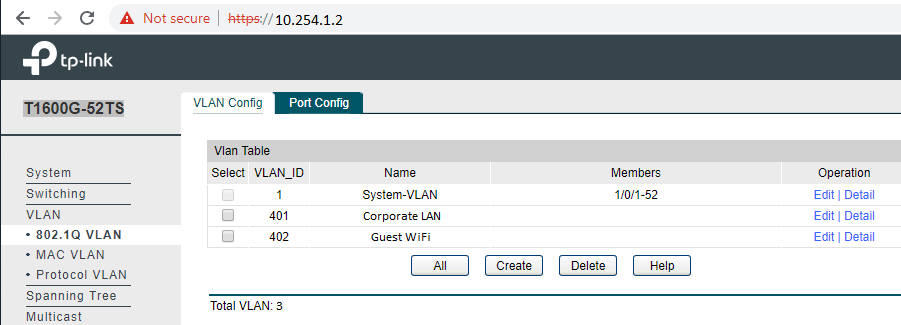 Not secure | https://10.254.1.2
tp-link
T1600G-52TS
VLAN Config Port Config
System
Switching
VLAN
• 802.1Q VLAN
• MAC VLAN
• Protocol VLAN
Spanning Tree
Multicast
Vlan Table
Select VLAN_ID Name Members Operation
1 System-VLAN 1/0/1-52 Edit | Detail
401 Corporate LAN Edit | Detail
402 Guest WiFi Edit | Detail
All Create Delete Help
Total VLAN: 3